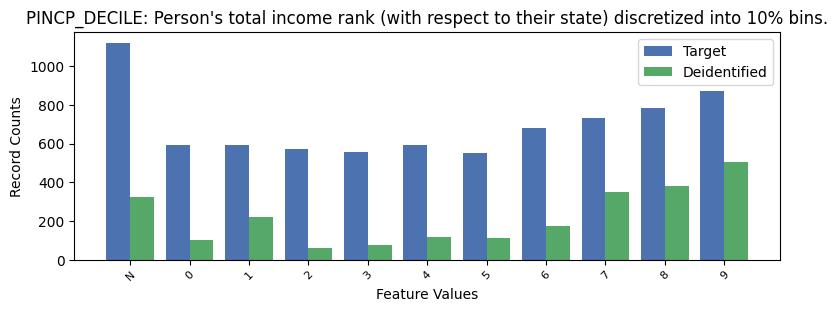 PINCP_DECILE: Person's total income rank (with respect to their state) discretized into 10% bins.
Target
Deidentified
Record Counts
1000
800
600
400
200
0
N 0 1 2 3 4 5 6 7 8 9
Feature Values